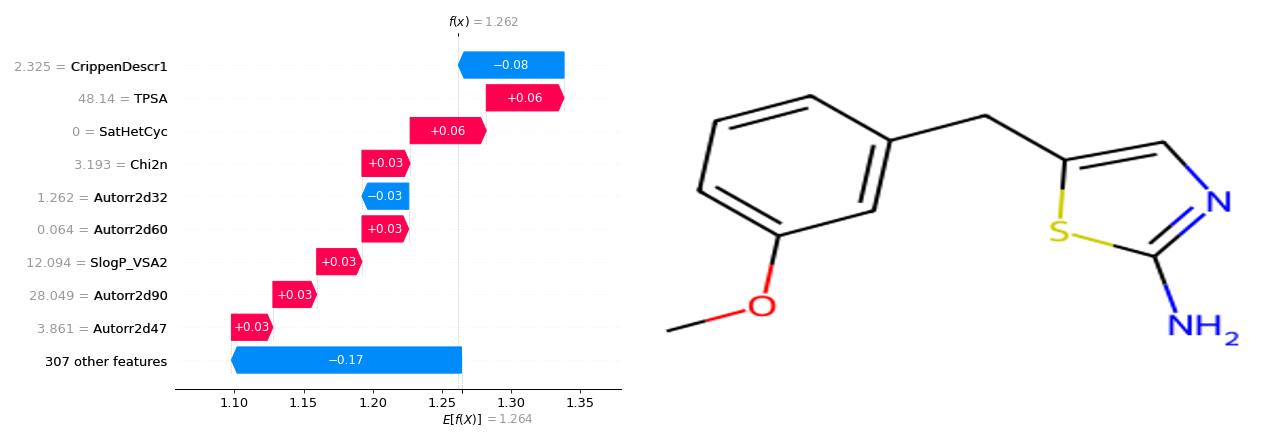 f(x) = 1.262
2.325 = CrippenDescr1
−0.08
48.14 = TPSA
+0.06
0 = SatHetCyc
+0.06
3.193 = Chi2n
+0.03
1.262 = Autorr2d32
−0.03
0.064 = Autorr2d60
+0.03
12.094 = SlogP_VSA2
+0.03
28.049 = Autorr2d90
+0.03
3.861 = Autorr2d47
+0.03
307 other features
−0.17
1.10 1.15 1.20 1.25 1.30 1.35
E[f(X)] = 1.264
N
S
O
NH2